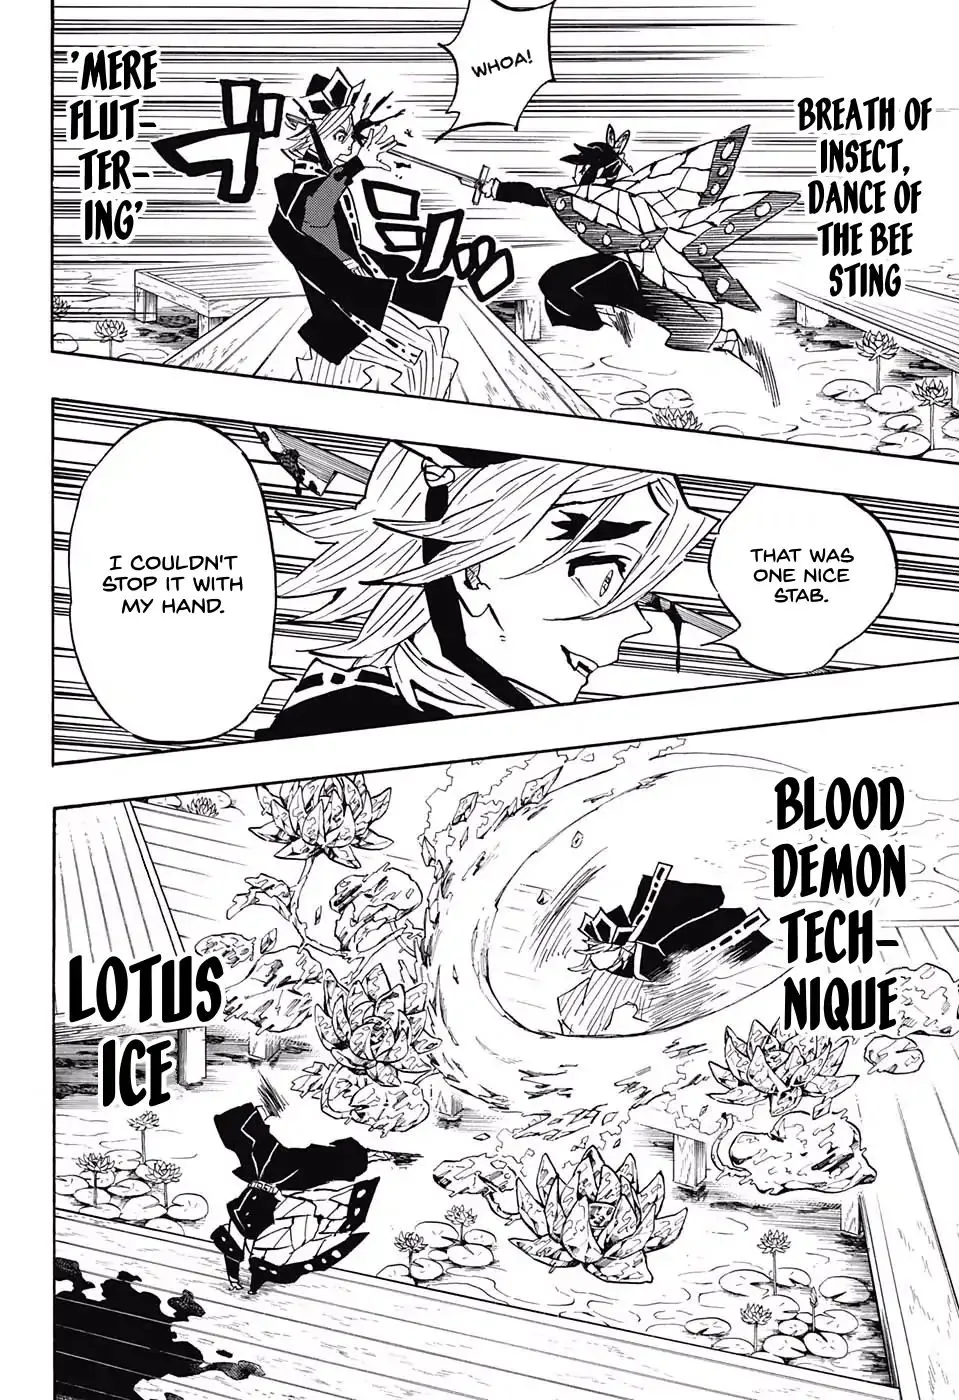 WHOA!
BREATH OF
INSECT,
DANCE OF
THE BEE
STING
'MERE
FLUT-
TER-
ING'
THAT WAS
ONE NICE
STAB.
I COULDN'T
STOP IT WITH
MY HAND.
BLOOD
DEMON
TECH-
NIQUE
LOTUS
ICE